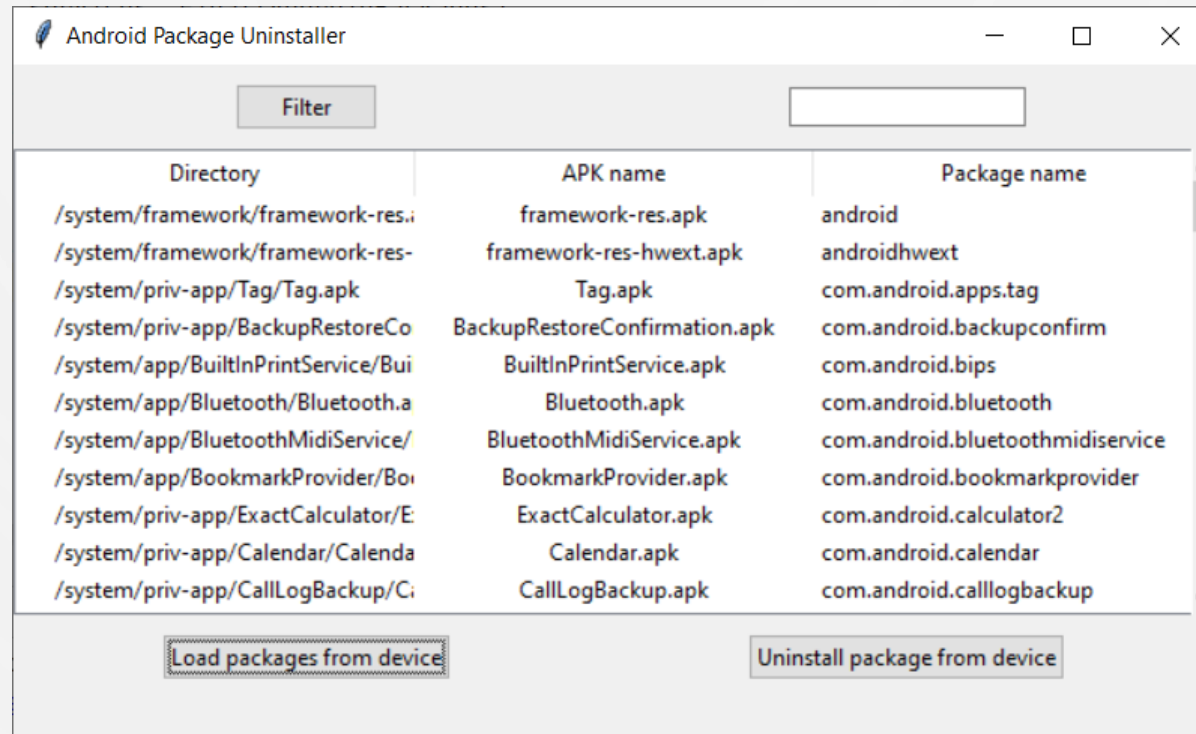 Android Package Uninstaller
Filter
Directory APK name Package name
/system/framework/framework-res. framework-res.apk android
/system/framework/framework-res- framework-res-hwext.apk androidhwext
/system/priv-app/Tag/Tag.apk Tag.apk com.android.apps.tag
/system/priv-app/BackupRestoreCo BackupRestoreConfirmation.apk com.android.backupconfirm
/system/app/BuiltInPrintService/Bui BuiltInPrintService.apk com.android.bips
/system/app/Bluetooth/Bluetooth.a Bluetooth.apk com.android.bluetooth
/system/app/BluetoothMidiService/ BluetoothMidiService.apk com.android.bluetoothmidiservice
/system/app/BookmarkProvider/Bo BookmarkProvider.apk com.android.bookmarkprovider
/system/priv-app/ExactCalculator/E ExactCalculator.apk com.android.calculator2
/system/priv-app/Calendar/Calenda Calendar.apk com.android.calendar
/system/priv-app/CallLogBackup/C CallLogBackup.apk com.android.calllogbackup
Load packages from device Uninstall package from device